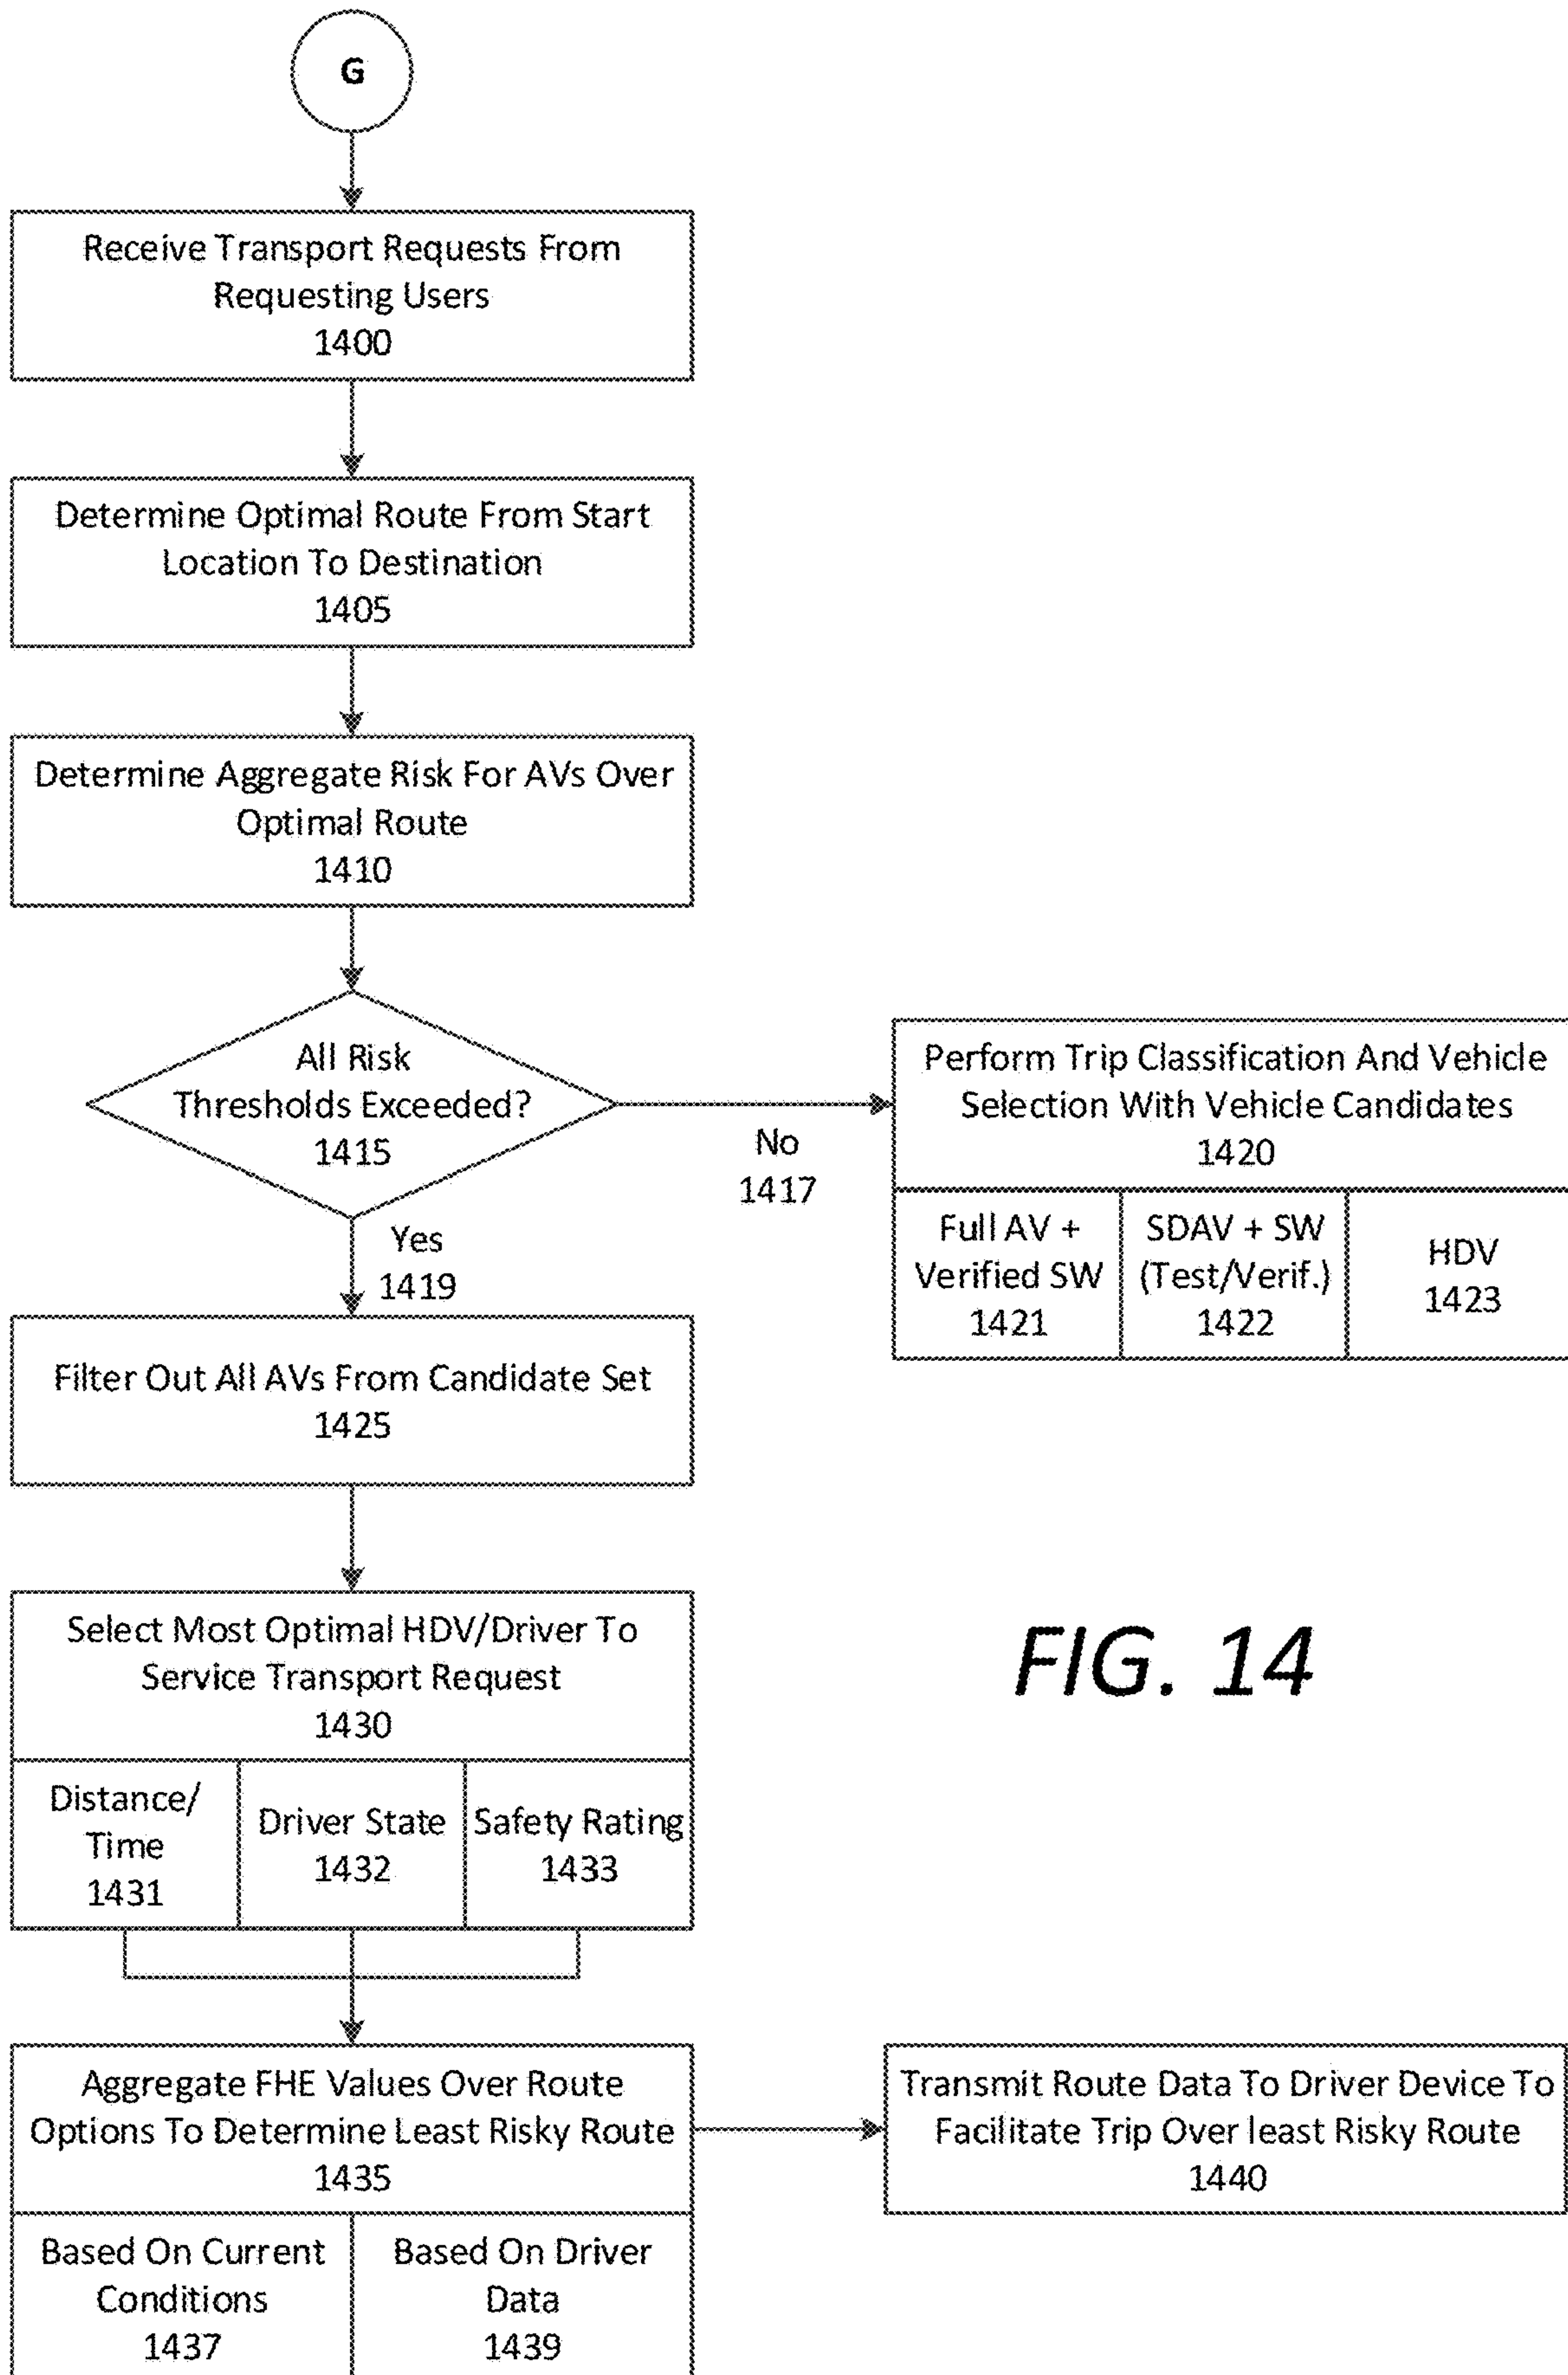 G
Receive Transport Requests From
Requesting Users
1400
Determine Optimal Route From Start
Location To Destination
1405
Determine Aggregate Risk For AVs Over
Optimal Route
1410
All Risk
Thresholds Exceeded?
1415
No
1417
Perform Trip Classification And Vehicle
Selection With Vehicle Candidates
1420
Full AV +
Verified SW
1421
SDAV + SW
(Test/Verif.)
1422
HDV
1423
Yes
1419
Filter Out All AVs From Candidate Set
1425
Select Most Optimal HDV/Driver To
Service Transport Request
1430
Distance/
Time
1431
Driver State
1432
Safety Rating
1433
FIG. 14
Aggregate FHE Values Over Route
Options To Determine Least Risky Route
1435
Based On Current
Conditions
1437
Based On Driver
Data
1439
Transmit Route Data To Driver Device To
Facilitate Trip Over least Risky Route
1440